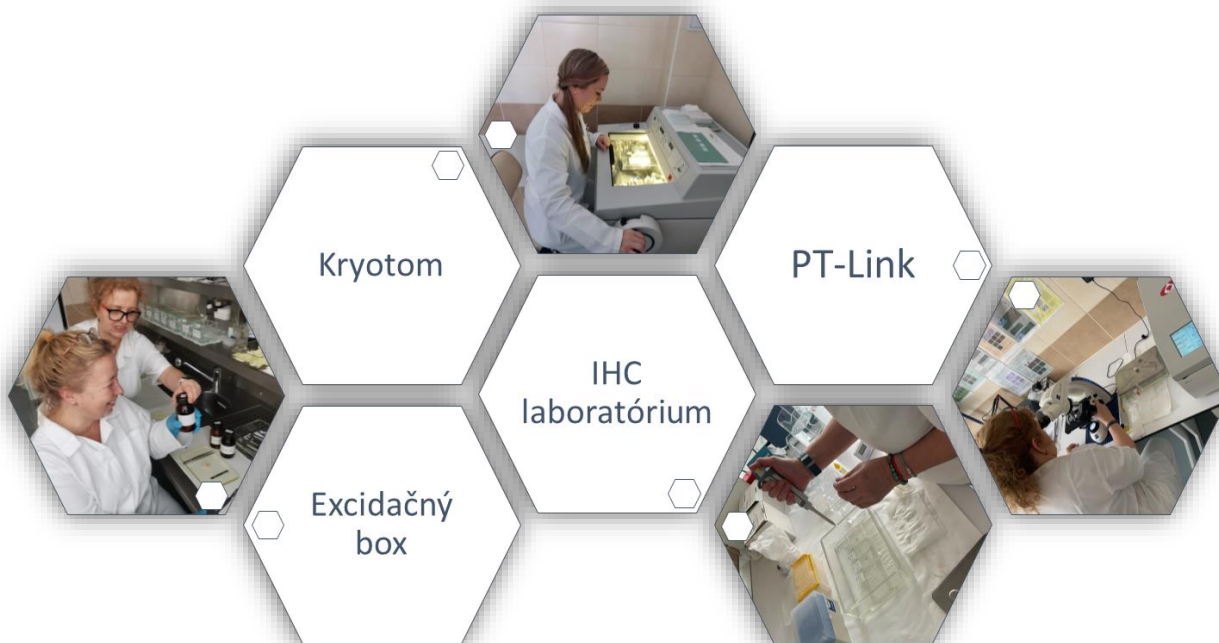 Kryotom
PT-Link
IHC
laboratórium
Excidačný
box